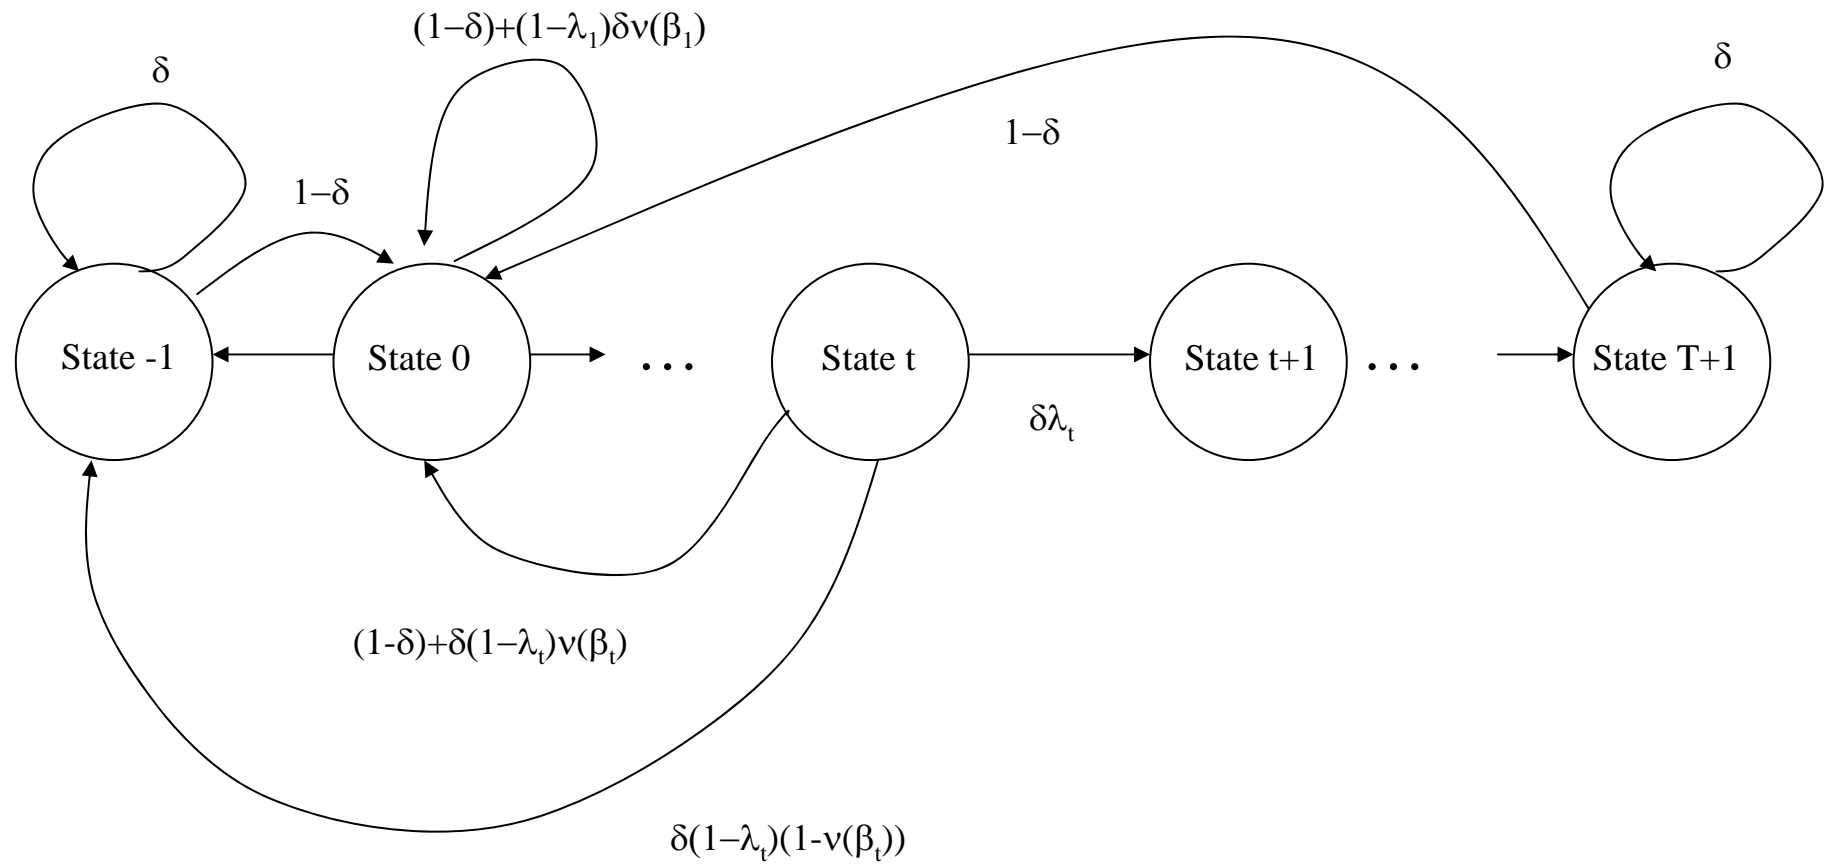 (1−δ)+(1−λ₁)δν(β₁)
δ
δ
1−δ
1−δ
State -1
State 0
...
State t
State t+1
...
State T+1
δλₜ
(1-δ)+δ(1−λₜ)ν(βₜ)
δ(1−λₜ)(1-ν(βₜ))